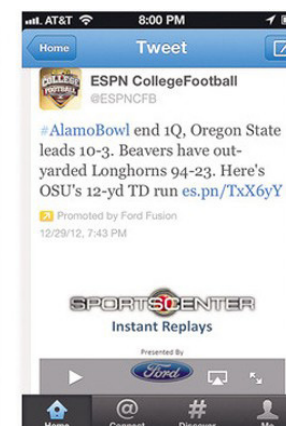 AT&T 8:00 PM
Home Tweet
ESPN CollegeFootball
@ESPNCFB
#AlamoBowl end 1Q, Oregon State
leads 10-3. Beavers have out-
yarded Longhorns 94-23. Here's
OSU's 12-yd TD run es.pn/TxX6yY
Promoted by Ford Fusion
12/29/12, 7:43 PM
SPORTSCENTER
Instant Replays
Presented By
Ford
Home Connect Discover Me